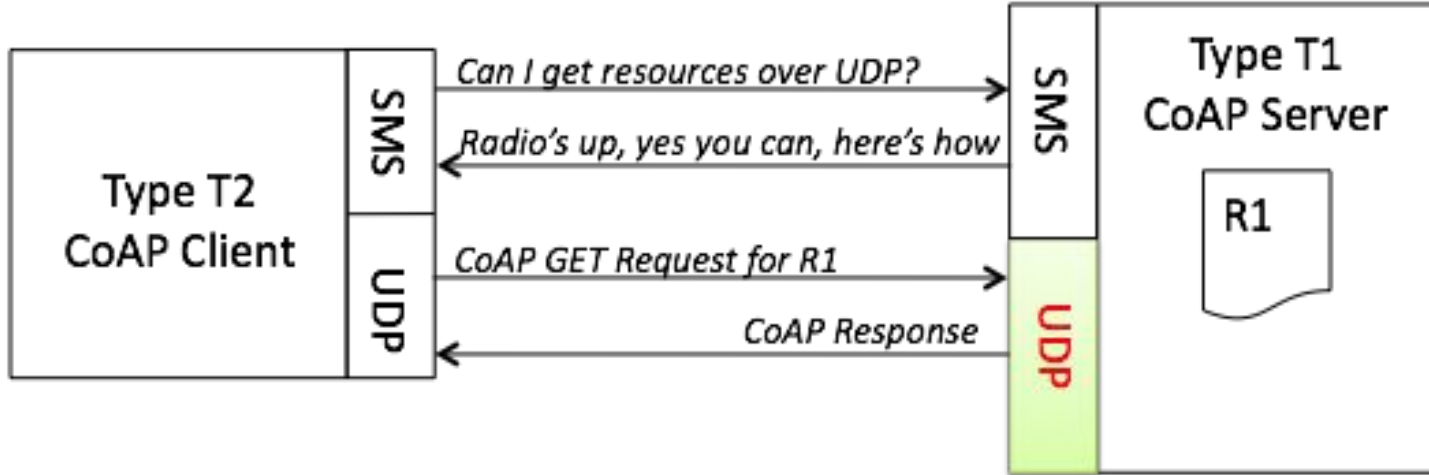 Type T2
CoAP Client
SMS
UDP
Can I get resources over UDP?
Radio's up, yes you can, here's how
CoAP GET Request for R1
CoAP Response
SMS
UDP
Type T1
CoAP Server
R1